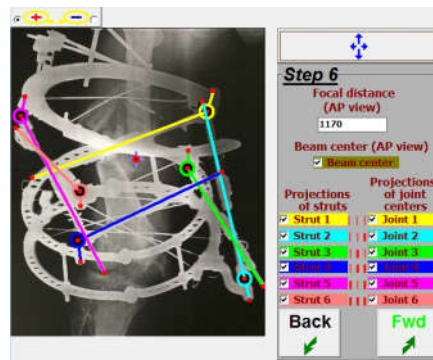 Step 6
Focal distance
(AP view)
1170
Beam center (AP view)
Beam center
Projections
of struts
Projections
of joint
centers
Strut 1 Joint 1
Strut 2 Joint 2
Strut 3 Joint 3
Strut 4 Joint 4
Strut 5 Joint 5
Strut 6 Joint 6
Back Fwd